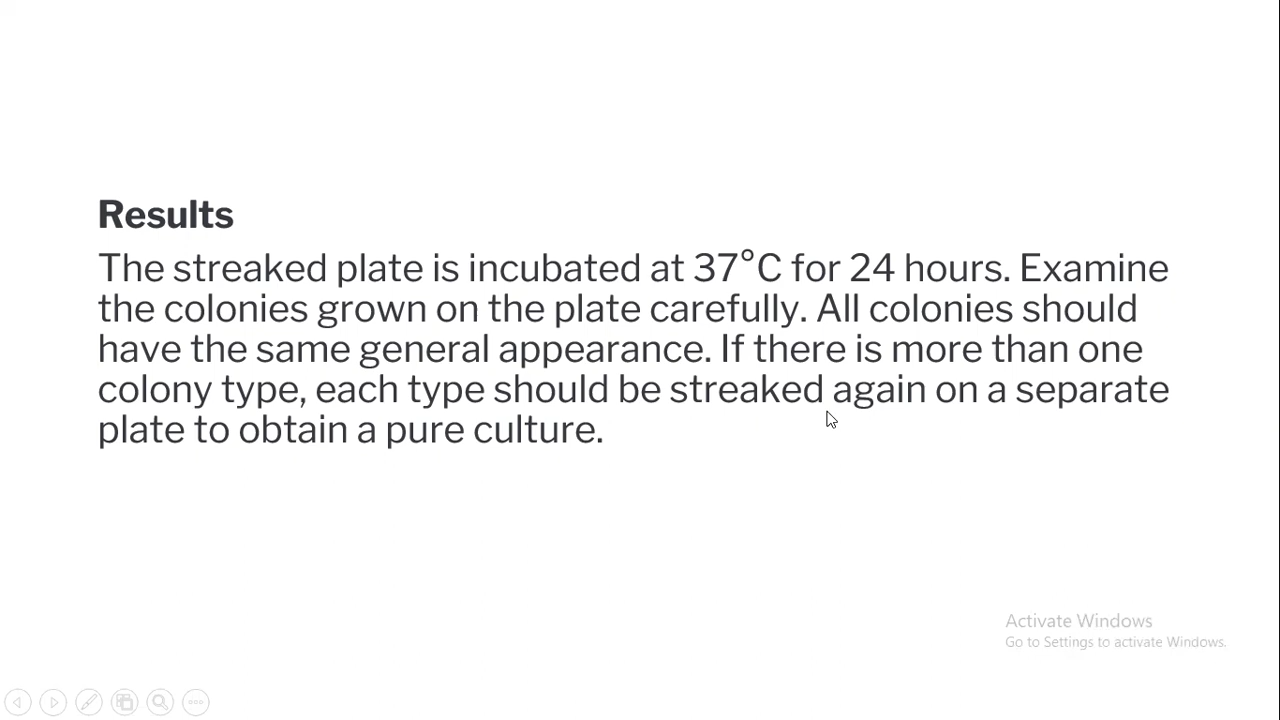 Results
The streaked plate is incubated at 37°C for 24 hours. Examine
the colonies grown on the plate carefully. All colonies should
have the same general appearance. If there is more than one
colony type, each type should be streaked again on a separate
plate to obtain a pure culture.
Activate Windows
Go to Settings to activate Windows.